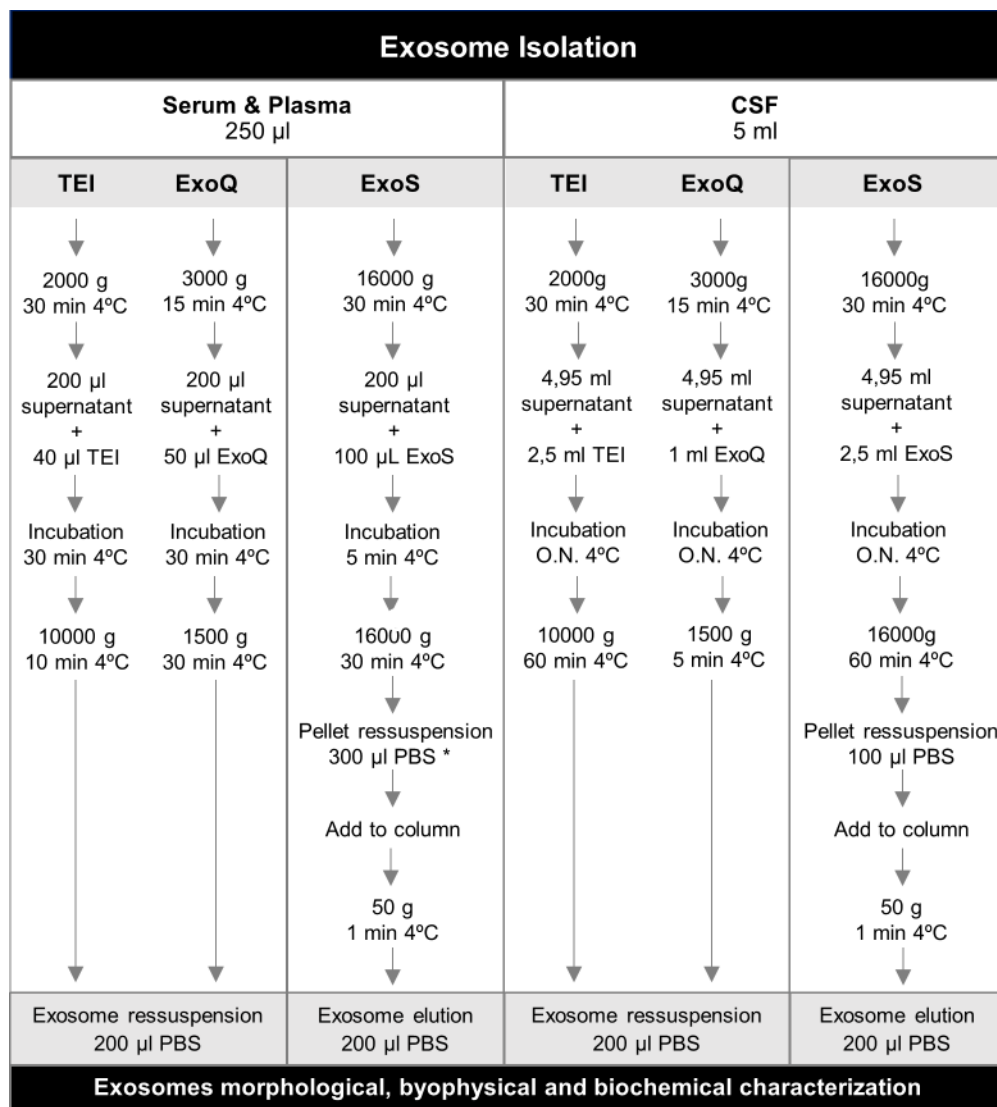 Exosome Isolation
Serum & Plasma
250 µl
CSF
5 ml
TEI
ExoQ
ExoS
TEI
ExoQ
ExoS
2000 g
30 min 4ºC
200 µl
supernatant
+
40 µl TEI
Incubation
30 min 4ºC
10000 g
10 min 4ºC
3000 g
15 min 4ºC
200 µl
supernatant
+
50 µl ExoQ
Incubation
30 min 4ºC
1500 g
30 min 4ºC
Exosome ressuspension
200 µl PBS
16000 g
30 min 4ºC
200 µl
supernatant
+
100 µL ExoS
Incubation
5 min 4ºC
16000 g
30 min 4ºC
Pellet ressuspension
300 µl PBS *
Add to column
50 g
1 min 4ºC
Exosome elution
200 µl PBS
2000g
30 min 4ºC
4,95 ml
supernatant
+
2,5 ml TEI
Incubation
O.N. 4ºC
10000 g
60 min 4ºC
3000g
15 min 4ºC
4,95 ml
supernatant
+
1 ml ExoQ
Incubation
O.N. 4ºC
1500 g
5 min 4ºC
Exosome ressuspension
200 µl PBS
16000g
30 min 4ºC
4,95 ml
supernatant
+
2,5 ml ExoS
Incubation
O.N. 4ºC
16000g
60 min 4ºC
Pellet ressuspension
100 µl PBS
Add to column
50 g
1 min 4ºC
Exosome elution
200 µl PBS
Exosomes morphological, byophysical and biochemical characterization